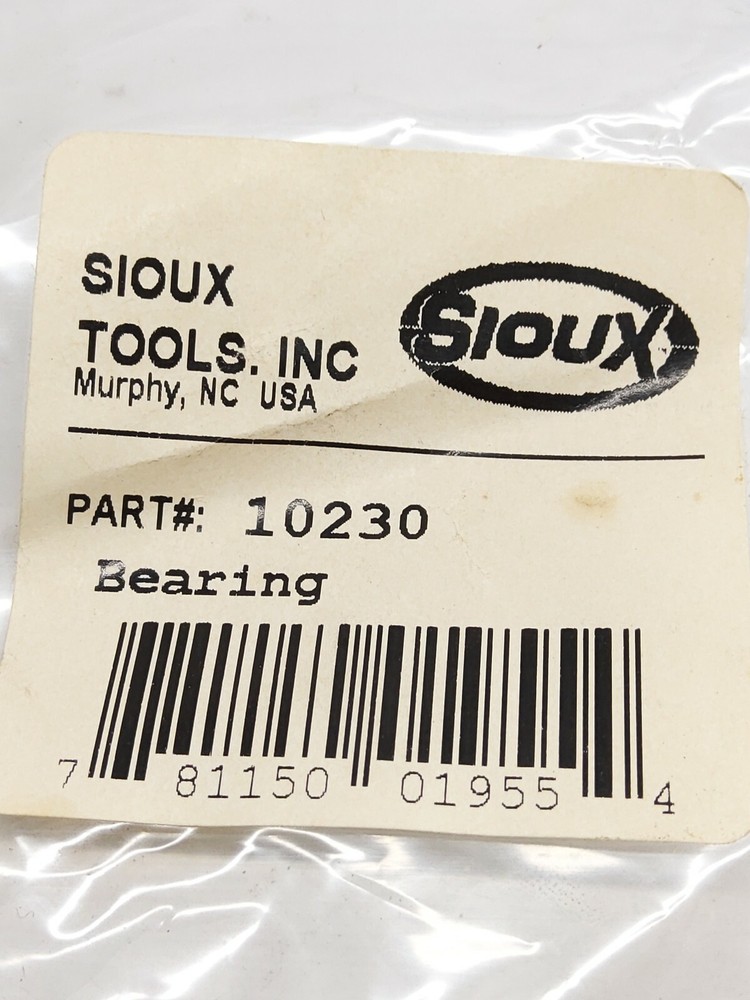 SIOUX
TOOLS. INC
Murphy, NC USA
SIOUX
PART#: 10230
Bearing
7 81150 01955 4